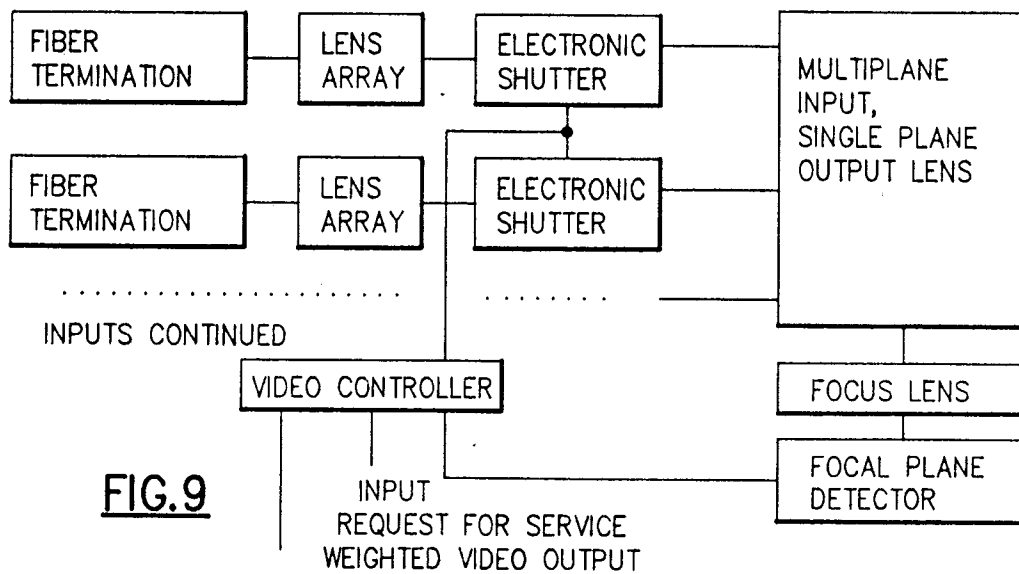 FIBER
TERMINATION
LENS
ARRAY
ELECTRONIC
SHUTTER
MULTIPLANE
INPUT,
SINGLE PLANE
OUTPUT LENS
FIBER
TERMINATION
LENS
ARRAY
ELECTRONIC
SHUTTER
INPUTS CONTINUED
VIDEO CONTROLLER
FOCUS LENS
FOCAL PLANE
DETECTOR
INPUT
REQUEST FOR SERVICE
WEIGHTED VIDEO OUTPUT
FIG.9